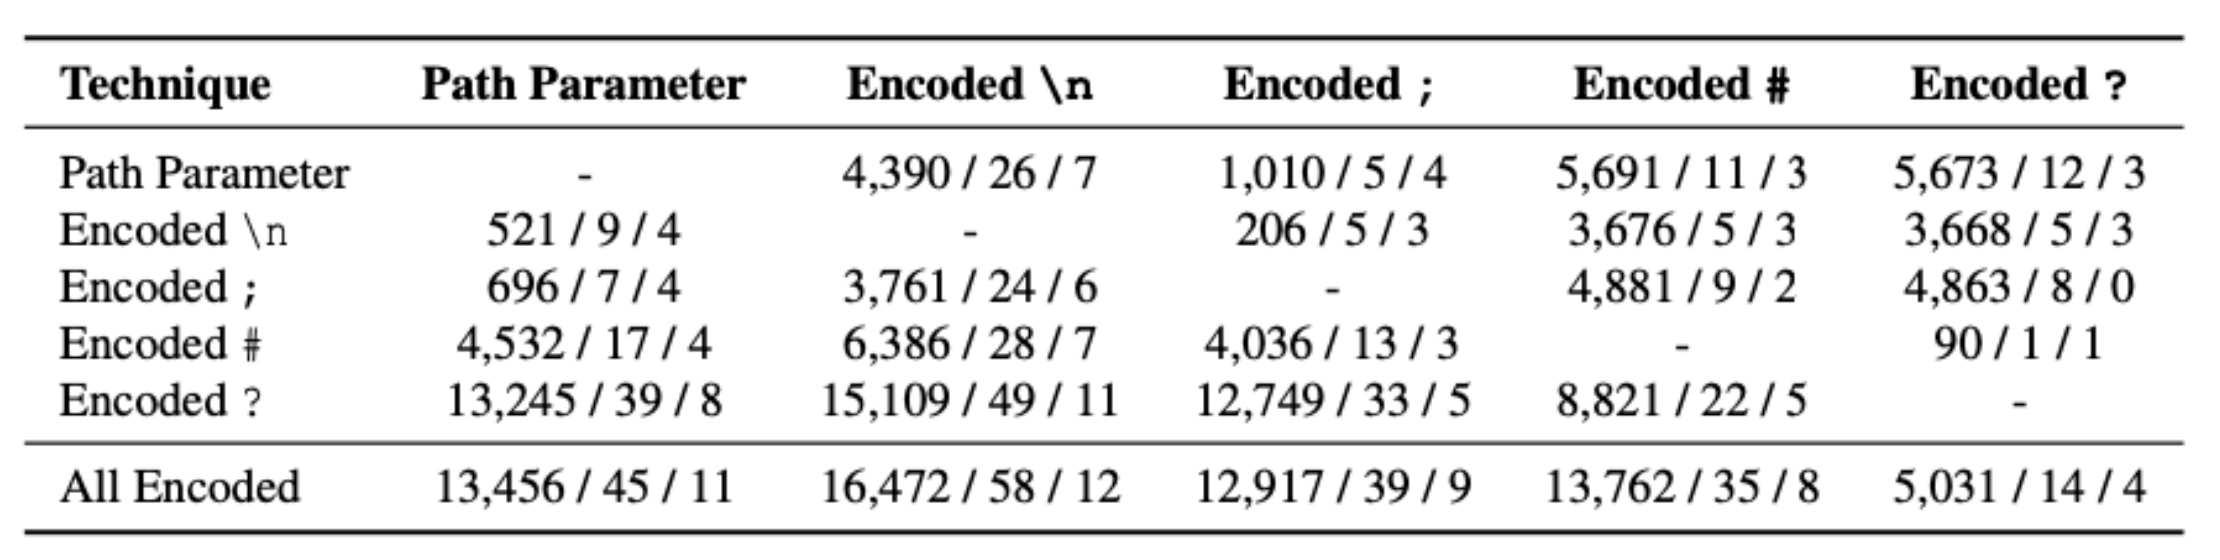 Technique Path Parameter Encoded \n Encoded ; Encoded # Encoded ?
Path Parameter - 4,390 / 26 / 7 1,010 / 5 / 4 5,691 / 11 / 3 5,673 / 12 / 3
Encoded \n 521 / 9 / 4 - 206 / 5 / 3 3,676 / 5 / 3 3,668 / 5 / 3
Encoded ; 696 / 7 / 4 3,761 / 24 / 6 - 4,881 / 9 / 2 4,863 / 8 / 0
Encoded # 4,532 / 17 / 4 6,386 / 28 / 7 4,036 / 13 / 3 - 90 / 1 / 1
Encoded ? 13,245 / 39 / 8 15,109 / 49 / 11 12,749 / 33 / 5 8,821 / 22 / 5 -
All Encoded 13,456 / 45 / 11 16,472 / 58 / 12 12,917 / 39 / 9 13,762 / 35 / 8 5,031 / 14 / 4